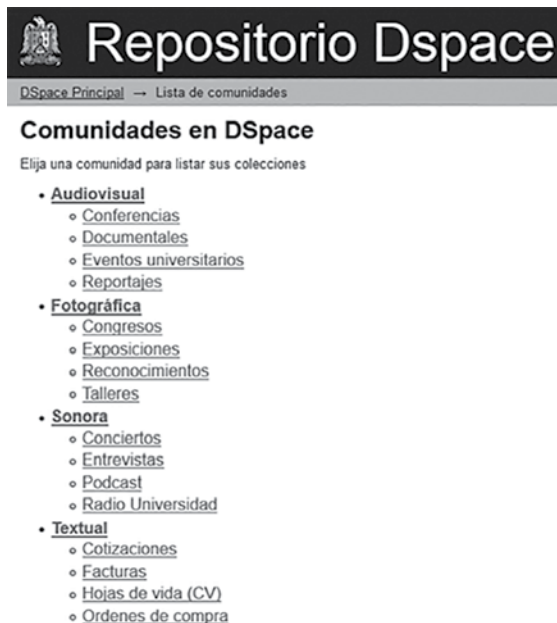 Repositorio Dspace
DSpace Principal → Lista de comunidades
Comunidades en DSpace
Elija una comunidad para listar sus colecciones
• Audiovisual
∘ Conferencias
∘ Documentales
∘ Eventos universitarios
∘ Reportajes
• Fotográfica
∘ Congresos
∘ Exposiciones
∘ Reconocimientos
∘ Talleres
• Sonora
∘ Conciertos
∘ Entrevistas
∘ Podcast
∘ Radio Universidad
• Textual
∘ Cotizaciones
∘ Facturas
∘ Hojas de vida (CV)
∘ Ordenes de compra